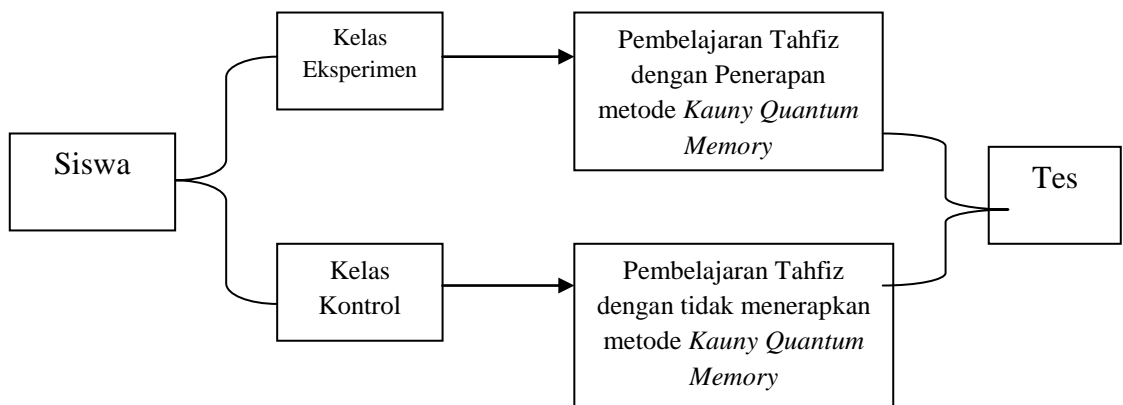 Siswa
Kelas
Eksperimen
Pembelajaran Tahfiz
dengan Penerapan
metode Kauny Quantum
Memory
Kelas
Kontrol
Pembelajaran Tahfiz
dengan tidak menerapkan
metode Kauny Quantum
Memory
Tes